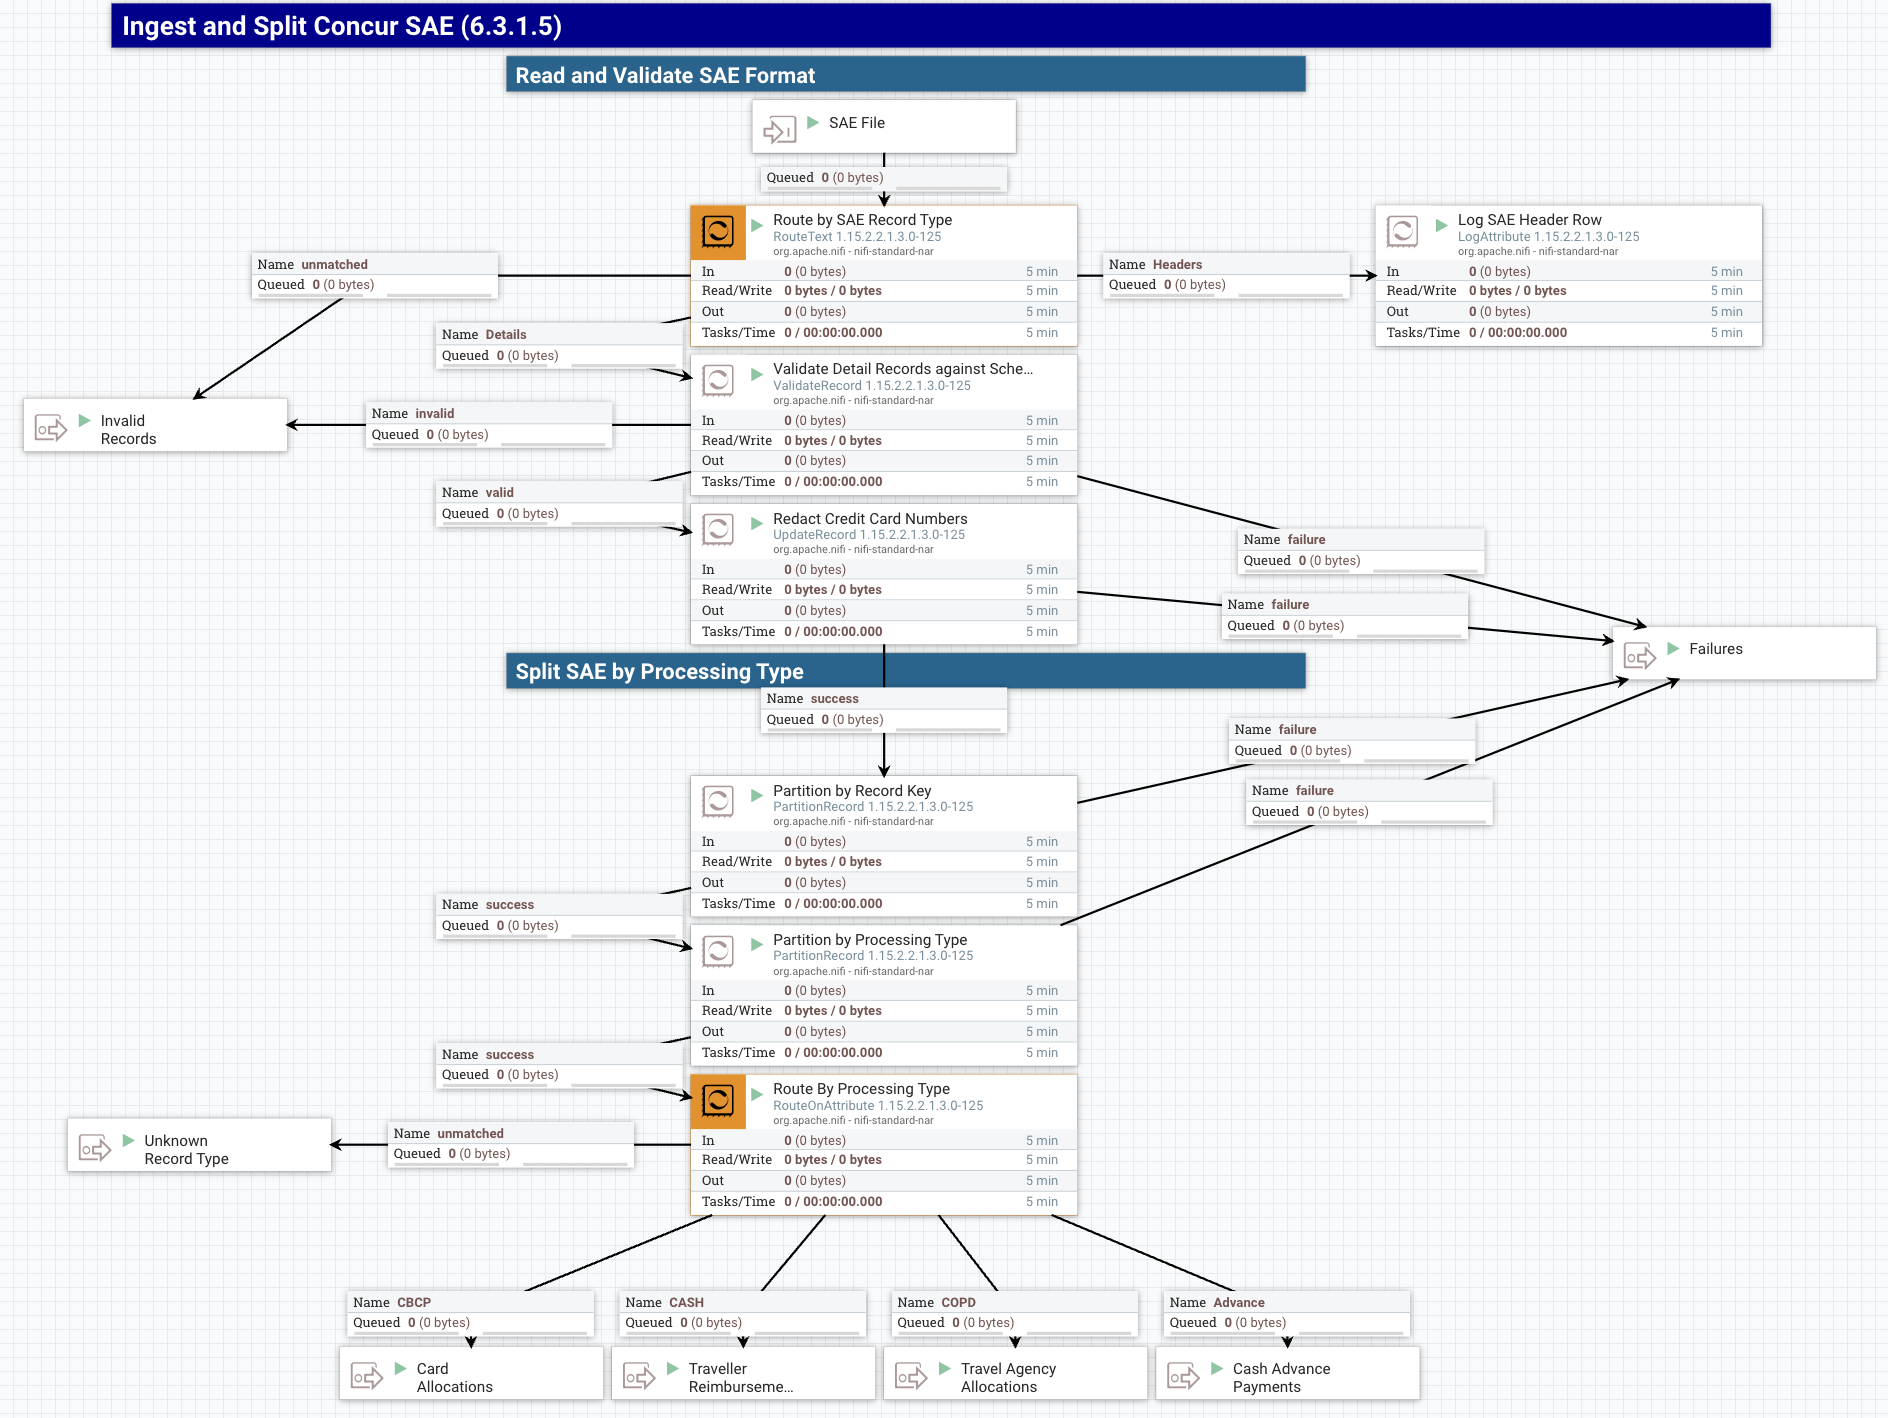 Ingest and Split Concur SAE (6.3.1.5)
Read and Validate SAE Format
SAE File
Queued 0 (0 bytes)
Route by SAE Record Type
RouteText 1.15.2.2.1.3.0-125
org.apache.nifi - nifi-standard-nar
In 0 (0 bytes) 5 min
Read/Write 0 bytes / 0 bytes 5 min
Out 0 (0 bytes) 5 min
Tasks/Time 0 / 00:00:00.000 5 min
Name Headers
Queued 0 (0 bytes)
Log SAE Header Row
LogAttribute 1.15.2.2.1.3.0-125
org.apache.nifi - nifi-standard-nar
In 0 (0 bytes) 5 min
Read/Write 0 bytes / 0 bytes 5 min
Out 0 (0 bytes) 5 min
Tasks/Time 0 / 00:00:00.000 5 min
Name unmatched
Queued 0 (0 bytes)
Name Details
Queued 0 (0 bytes)
Validate Detail Records against Sche...
ValidateRecord 1.15.2.2.1.3.0-125
org.apache.nifi - nifi-standard-nar
In 0 (0 bytes) 5 min
Read/Write 0 bytes / 0 bytes 5 min
Out 0 (0 bytes) 5 min
Tasks/Time 0 / 00:00:00.000 5 min
Invalid
Records
Name invalid
Queued 0 (0 bytes)
Name valid
Queued 0 (0 bytes)
Redact Credit Card Numbers
UpdateRecord 1.15.2.2.1.3.0-125
org.apache.nifi - nifi-standard-nar
In 0 (0 bytes) 5 min
Read/Write 0 bytes / 0 bytes 5 min
Out 0 (0 bytes) 5 min
Tasks/Time 0 / 00:00:00.000 5 min
Name failure
Queued 0 (0 bytes)
Name failure
Queued 0 (0 bytes)
Failures
Split SAE by Processing Type
Name success
Queued 0 (0 bytes)
Name failure
Queued 0 (0 bytes)
Name failure
Queued 0 (0 bytes)
Partition by Record Key
PartitionRecord 1.15.2.2.1.3.0-125
org.apache.nifi - nifi-standard-nar
In 0 (0 bytes) 5 min
Read/Write 0 bytes / 0 bytes 5 min
Out 0 (0 bytes) 5 min
Tasks/Time 0 / 00:00:00.000 5 min
Name success
Queued 0 (0 bytes)
Partition by Processing Type
PartitionRecord 1.15.2.2.1.3.0-125
org.apache.nifi - nifi-standard-nar
In 0 (0 bytes) 5 min
Read/Write 0 bytes / 0 bytes 5 min
Out 0 (0 bytes) 5 min
Tasks/Time 0 / 00:00:00.000 5 min
Name success
Queued 0 (0 bytes)
Route By Processing Type
RouteOnAttribute 1.15.2.2.1.3.0-125
org.apache.nifi - nifi-standard-nar
In 0 (0 bytes) 5 min
Read/Write 0 bytes / 0 bytes 5 min
Out 0 (0 bytes) 5 min
Tasks/Time 0 / 00:00:00.000 5 min
Unknown
Record Type
Name unmatched
Queued 0 (0 bytes)
Name CBCP
Queued 0 (0 bytes)
Name CASH
Queued 0 (0 bytes)
Name COPD
Queued 0 (0 bytes)
Name Advance
Queued 0 (0 bytes)
Card
Allocations
Traveller
Reimburseme...
Travel Agency
Allocations
Cash Advance
Payments